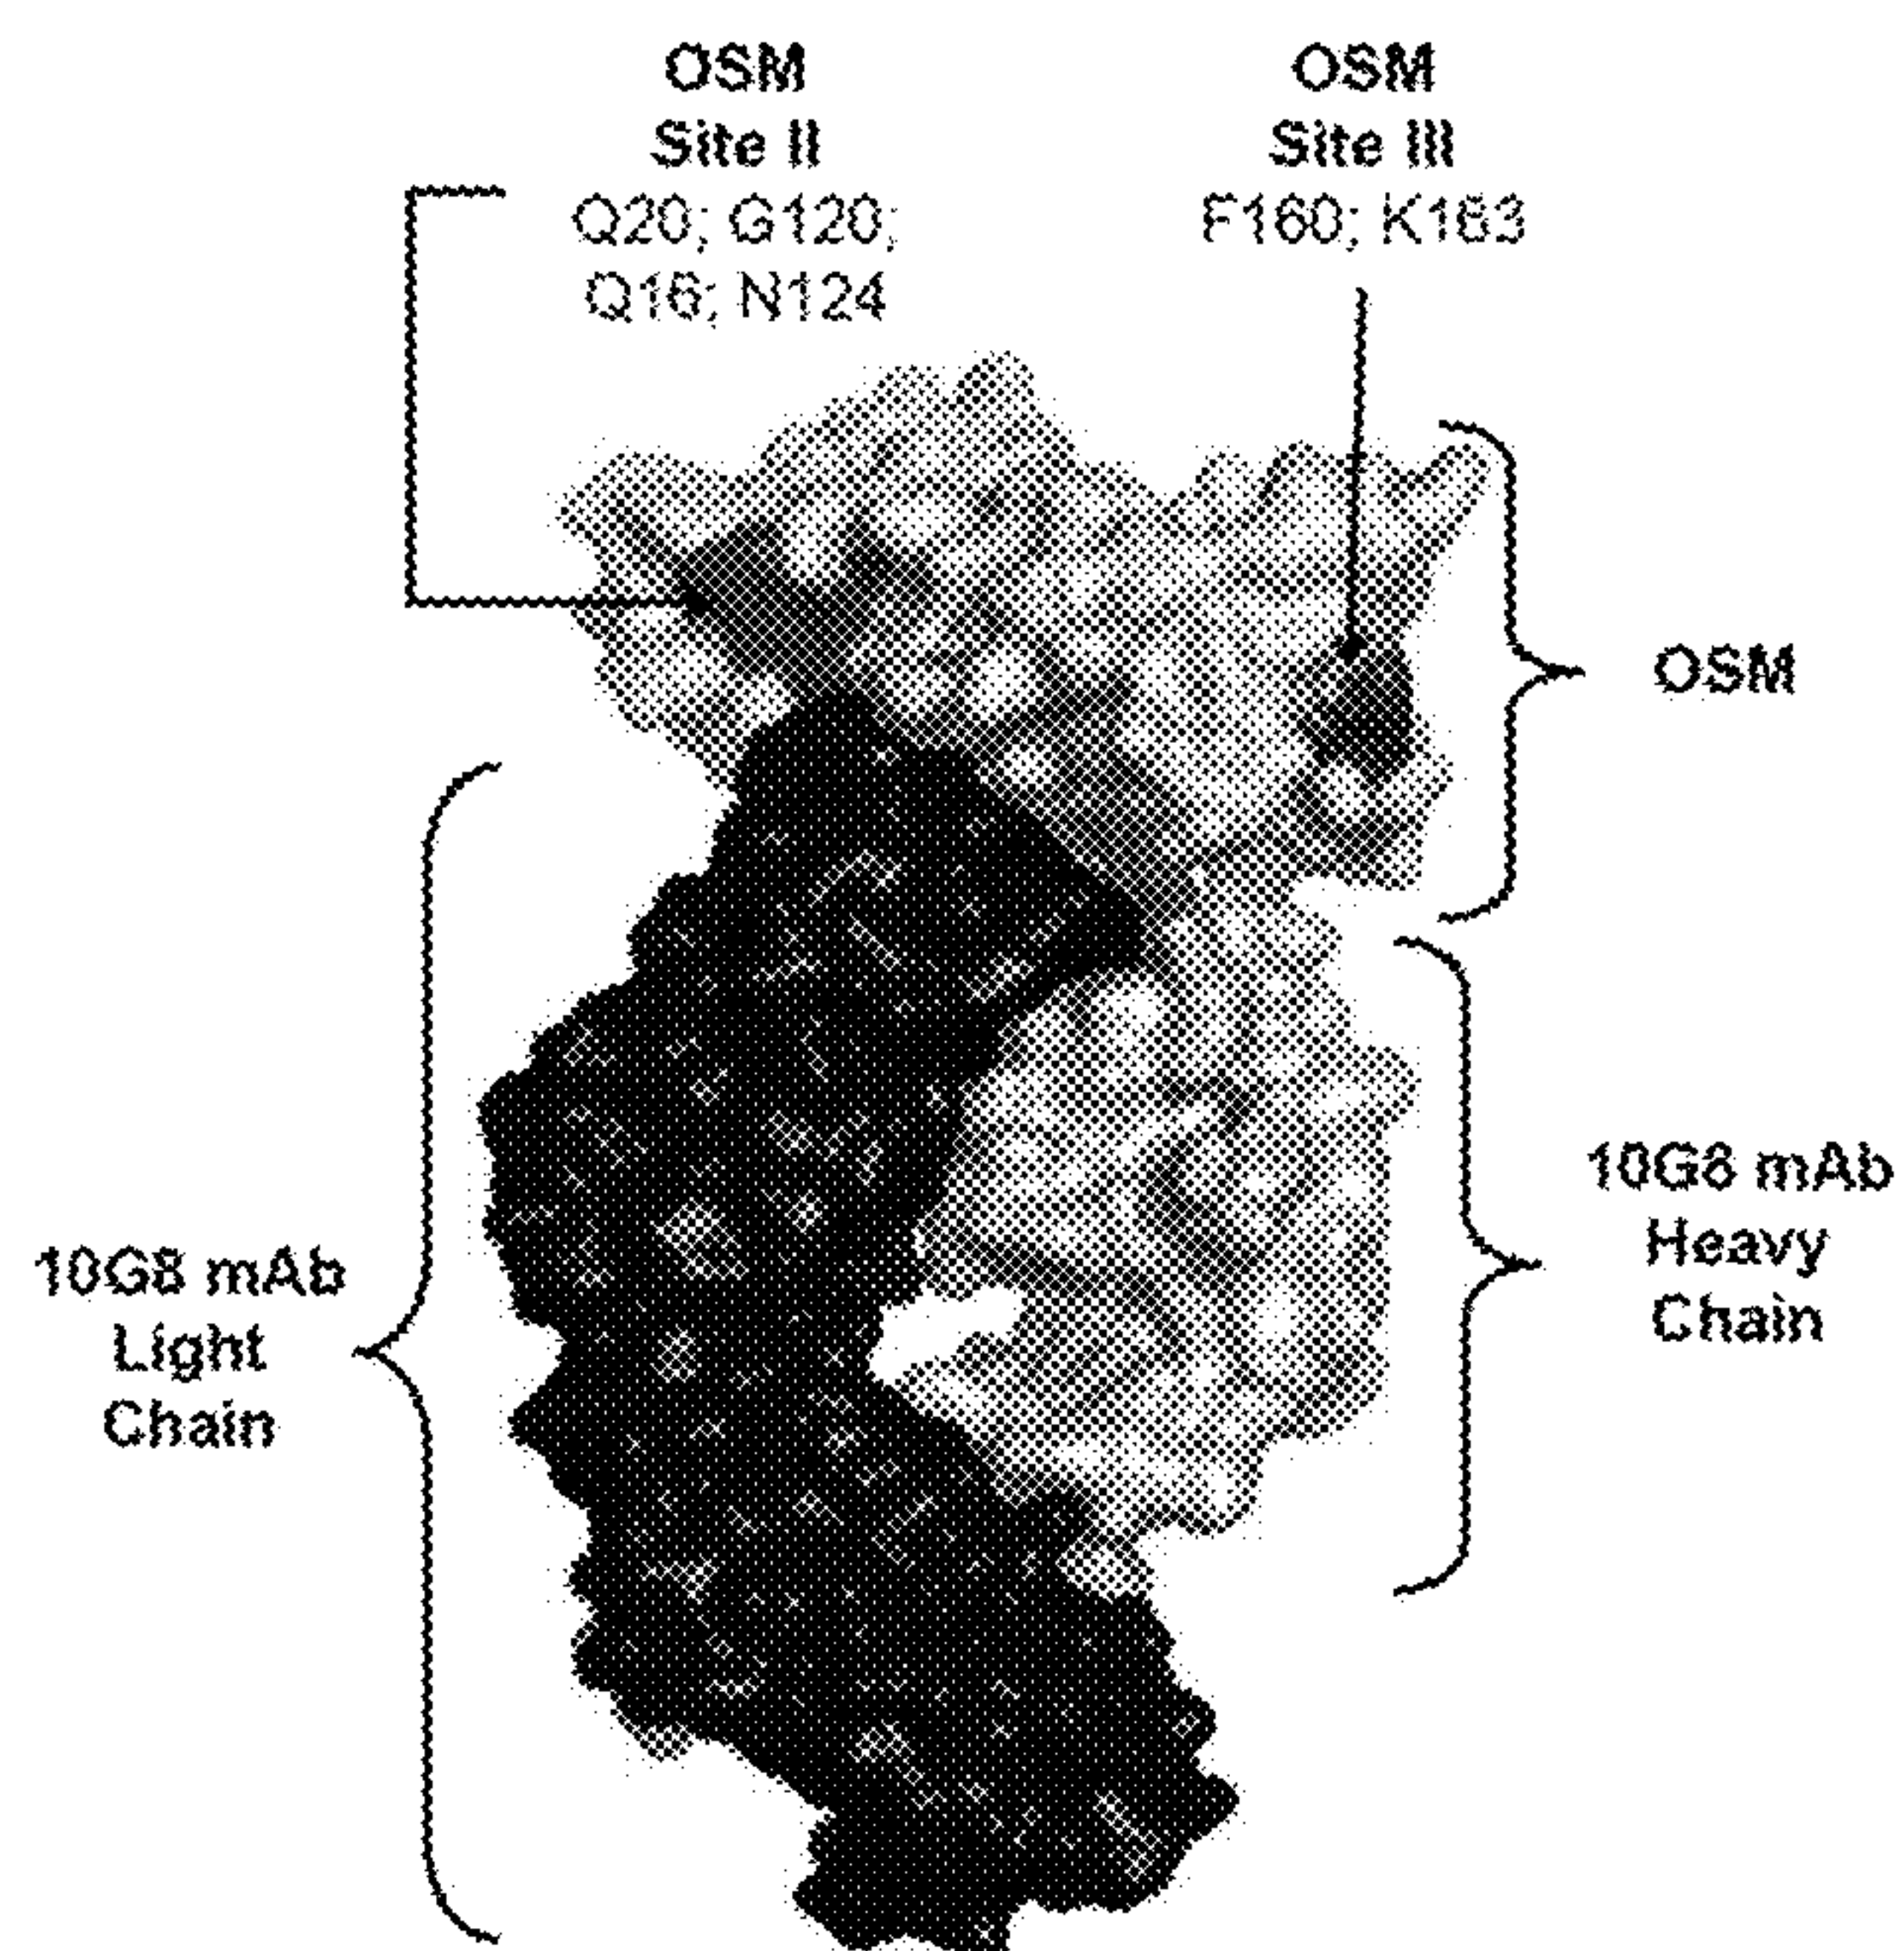 OSM
Site II
Q20; G120;
Q16; N124
OSM
Site III
F160; K163
OSM
10G8 mAb
Heavy
Chain
10G8 mAb
Light
Chain